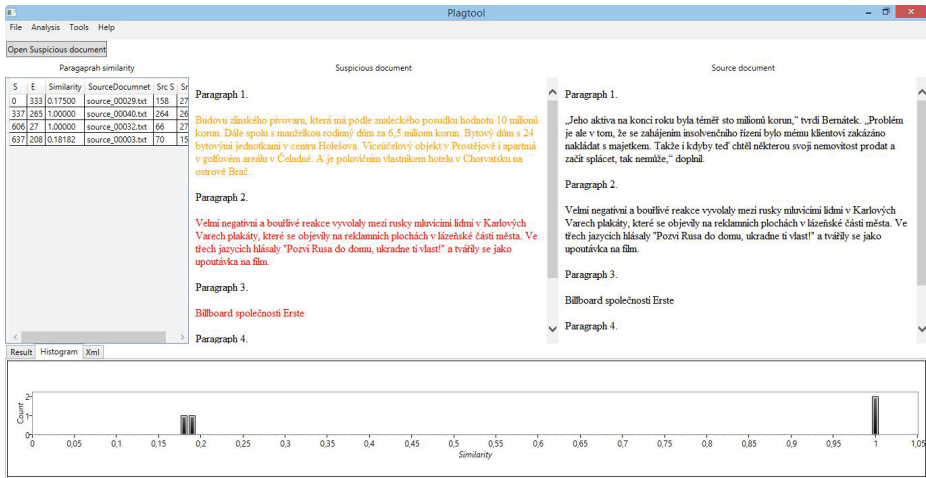 Plagtool
File Analysis Tools Help
Open Suspicious document
Paragaprah similarity
Suspicious document
Source document
S E Similarity SourceDocumnet Src S Sr
0 333 0.17500 source_00029.txt 158 27
337 265 1.00000 source_00040.txt 264 26
606 27 1.00000 source_00032.txt 66 27
637 208 0.18182 source_00003.txt 70 15
Paragraph 1.
Budovu zlínského pivovaru, která má podle znaleckého posudku hodnotu 10 milionů
korun. Dále spolu s manželkou rodinný dům za 6,5 milionu korun. Bytový dům s 24
bytovými jednotkami v centru Holešova. Víceúčelový objekt v Prostějově i apartmá
v golfovém areálu v Čeladné. A je polovičním vlastníkem hotelu v Chorvatsku na
ostrově Brač.
Paragraph 2.
Velmi negativní a bouřlivé reakce vyvolaly mezi rusky mluvícími lidmi v Karlových
Varech plakáty, které se objevily na reklamních plochách v lázeňské části města. Ve
třech jazycích hlásaly "Pozvi Rusa do domu, ukradne ti vlast!" a tvářily se jako
upoutávka na film.
Paragraph 3.
Billboard společnosti Erste
Paragraph 4.
Paragraph 1.
„Jeho aktiva na konci roku byla téměř sto milionů korun,“ tvrdí Bernátek. „Problém
je ale v tom, že se zahájením insolvenčního řízení bylo mému klientovi zakázáno
nakládat s majetkem. Takže i kdyby teď chtěl některou svoji nemovitost prodat a
začít splácet, tak nemůže,“ doplnil.
Paragraph 2.
Velmi negativní a bouřlivé reakce vyvolaly mezi rusky mluvícími lidmi v Karlových
Varech plakáty, které se objevily na reklamních plochách v lázeňské části města. Ve
třech jazycích hlásaly "Pozvi Rusa do domu, ukradne ti vlast!" a tvářily se jako
upoutávka na film.
Paragraph 3.
Billboard společnosti Erste
Paragraph 4.
Result Histogram Xml
Count
2
1
0
0 0,05 0,1 0,15 0,2 0,25 0,3 0,35 0,4 0,45 0,5 0,55 0,6 0,65 0,7 0,75 0,8 0,85 0,9 0,95 1 1,05
Similarity